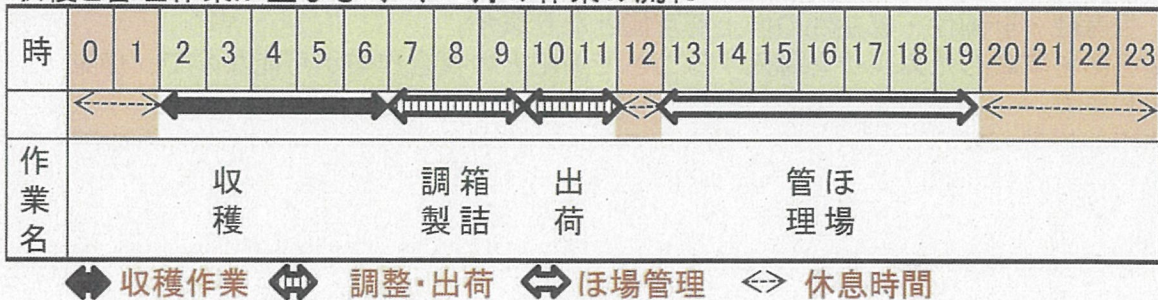 時 0 1 2 3 4 5 6 7 8 9 10 11 12 13 14 15 16 17 18 19 20 21 22 23
作業名 収穫 箱詰調製 出荷 ほ場管理
収穫作業 調整・出荷 ほ場管理 休息時間